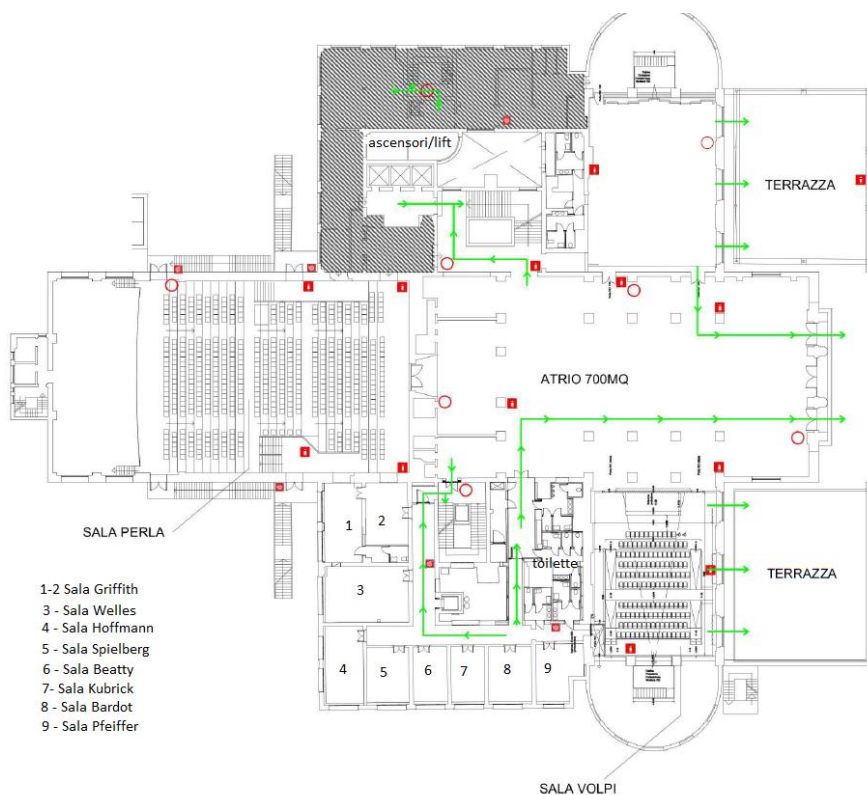 ascensori/lift
TERRAZZA
ATRIO 700MQ
SALA PERLA
1
2
3
toilette
TERRAZZA
1-2 Sala Griffith
3 - Sala Welles
4 - Sala Hoffmann
5 - Sala Spielberg
6 - Sala Beatty
7- Sala Kubrick
8 - Sala Bardot
9 - Sala Pfeiffer
4
5
6
7
8
9
SALA VOLPI